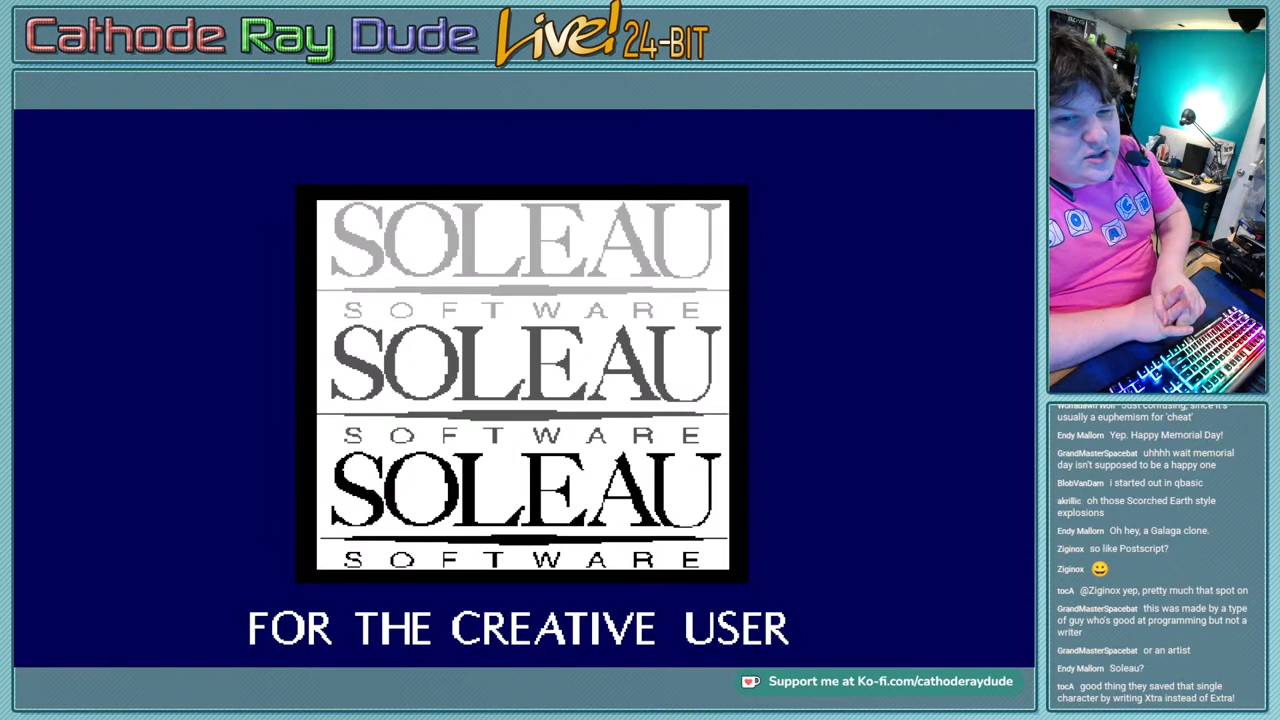 Cathode Ray Dude Live! 24-BIT
SOLEAU
SOFTWARE
SOLEAU
SOFTWARE
SOLEAU
SOFTWARE
FOR THE CREATIVE USER
Support me at Ko-fi.com/cathoderaydude
usually a euphemism for 'cheat'
Endy Mallorn Yep. Happy Memorial Day!
GrandMasterSpacebat uhhhh wait memorial
day isn't supposed to be a happy one
BlobVanDam i started out in qbasic
akrillic oh those Scorched Earth style
explosions
Endy Mallorn Oh hey, a Galaga clone.
Ziginox so like Postscript?
Ziginox 😀
tocA @Ziginox yep, pretty much that spot on
GrandMasterSpacebat this was made by a type
of guy who's good at programming but not a
writer
GrandMasterSpacebat or an artist
Endy Mallorn Soleau?
tocA good thing they saved that single
character by writing Xtra instead of Extra!